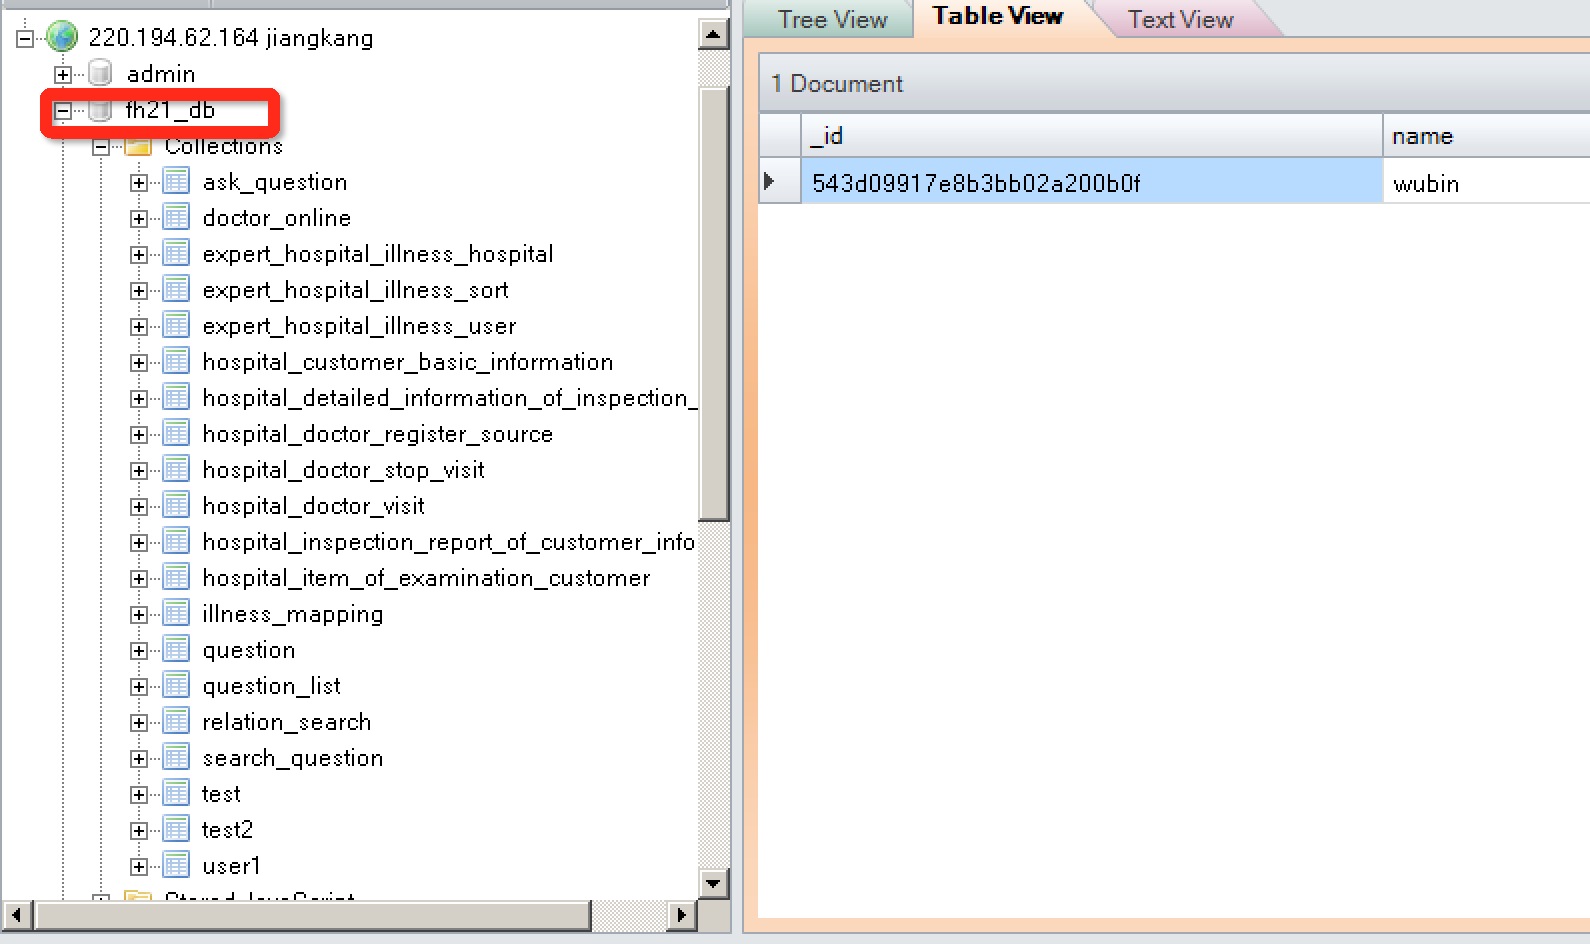 220.194.62.164 jiangkang
admin
fh21_db
Collections
ask_question
doctor_online
expert_hospital_illness_hospital
expert_hospital_illness_sort
expert_hospital_illness_user
hospital_customer_basic_information
hospital_detailed_information_of_inspection_
hospital_doctor_register_source
hospital_doctor_stop_visit
hospital_doctor_visit
hospital_inspection_report_of_customer_info
hospital_item_of_examination_customer
illness_mapping
question
question_list
relation_search
search_question
test
test2
user1
Stored JavaScript
Tree View
Table View
Text View
1 Document
_id
name
543d09917e8b3bb02a200b0f
wubin